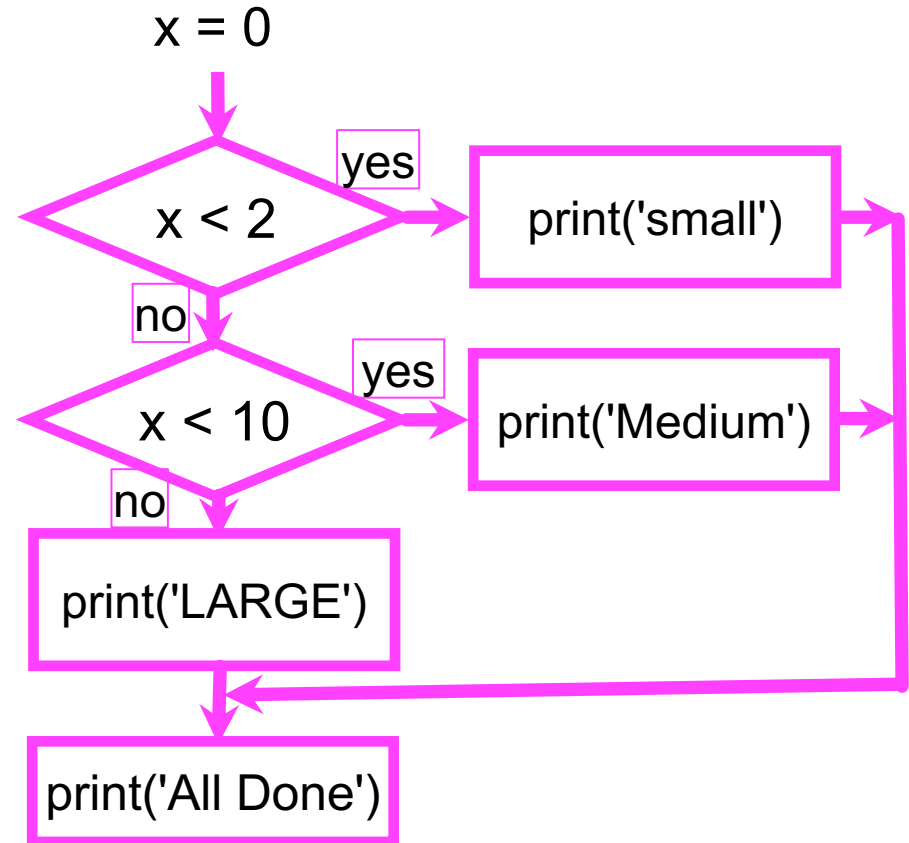 x = 0
yes
x < 2
print('small')
no
yes
x < 10
print('Medium')
no
print('LARGE')
print('All Done')